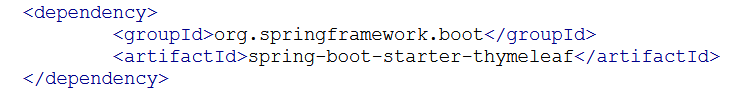 <dependency>
<groupId>org.springframework.boot</groupId>
<artifactId>spring-boot-starter-thymeleaf</artifactId>
</dependency>